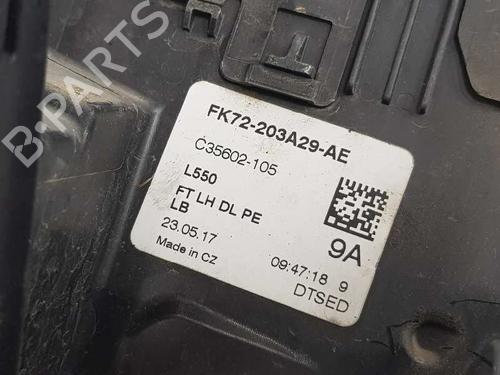 B-PARTS
FK72-203A29-AE
C35602-105
L550
FT LH DL PE
LB
23.05.17
Made in CZ
9A
09:47:18 9
DTSED